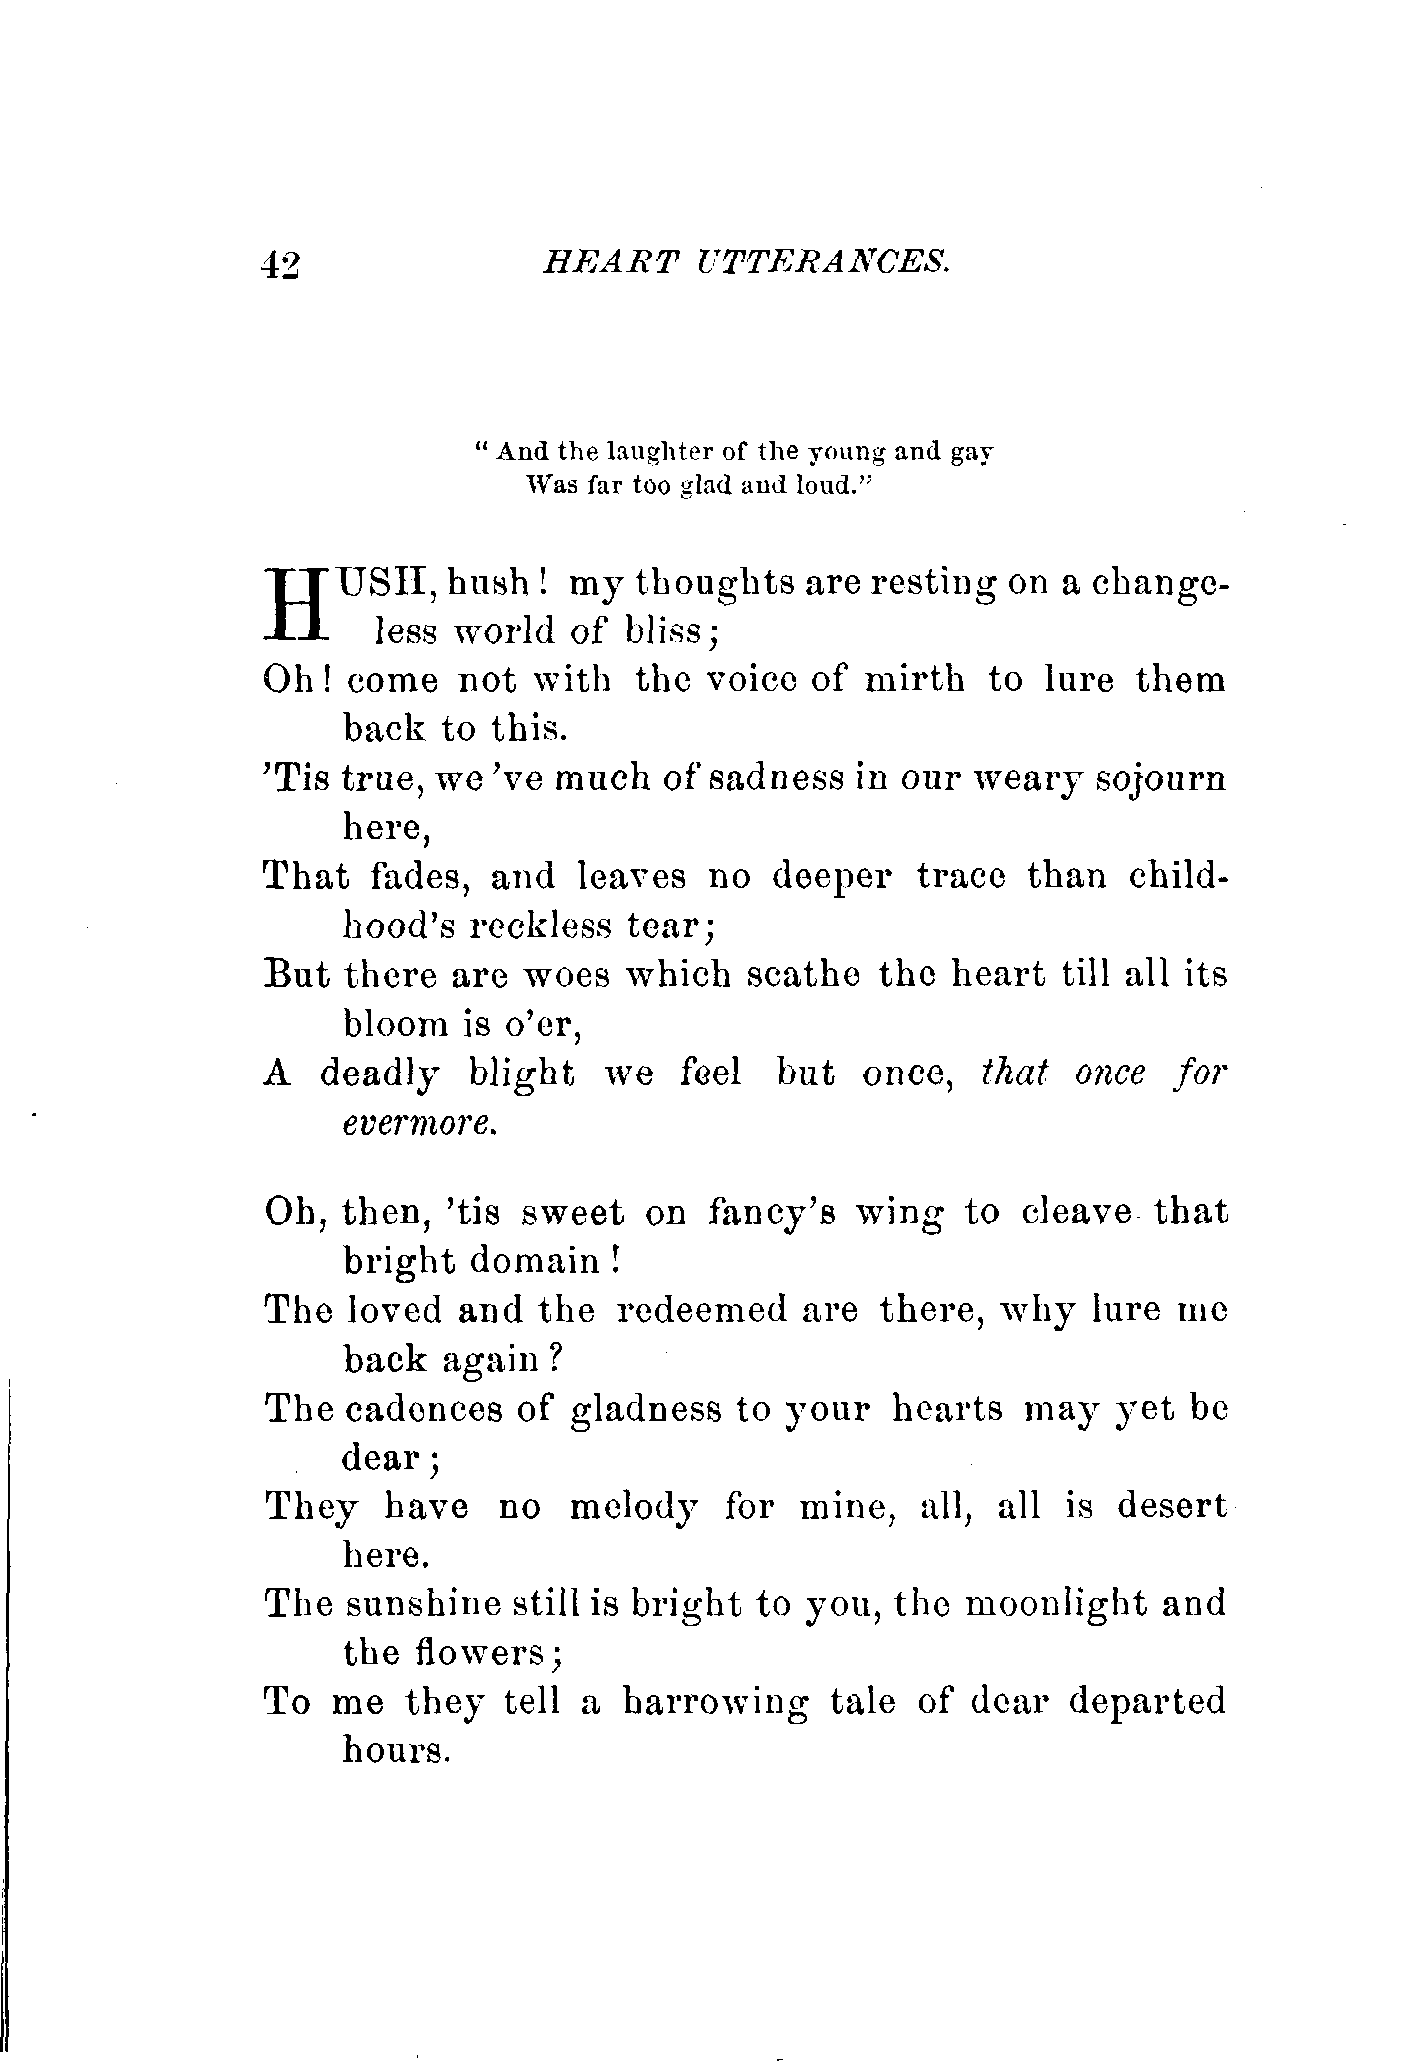 42 HEART UTTERANCES.
“And the laughter of the young and gay
Was far too glad and loud.”
HUSH, hush! my thoughts are resting on a change-
less world of bliss;
Oh! come not with the voice of mirth to lure them
back to this.
’Tis true, we ’ve much of sadness in our weary sojourn
here,
That fades, and leaves no deeper trace than child-
hood’s reckless tear;
But there are woes which scathe the heart till all its
bloom is o’er,
A deadly blight we feel but once, that once for
evermore.
Oh, then, ’tis sweet on fancy’s wing to cleave that
bright domain!
The loved and the redeemed are there, why lure me
back again?
The cadences of gladness to your hearts may yet be
dear;
They have no melody for mine, all, all is desert
here.
The sunshine still is bright to you, the moonlight and
the flowers;
To me they tell a harrowing tale of dear departed
hours.